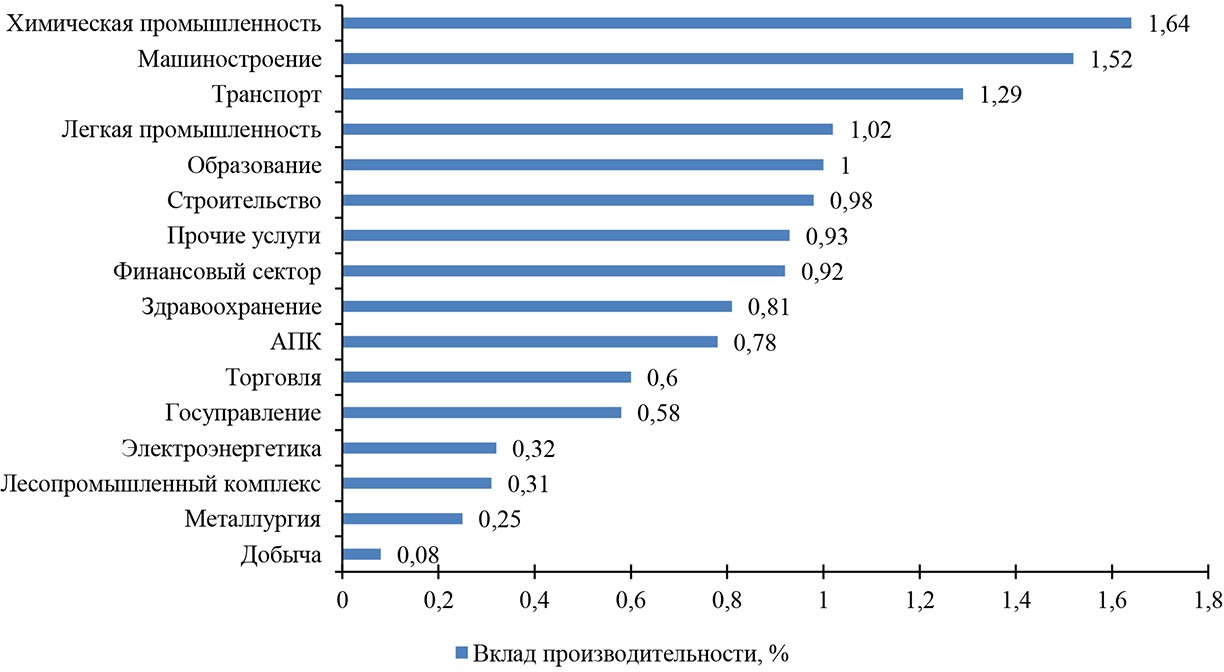 Химическая промышленность 1,64
Машиностроение 1,52
Транспорт 1,29
Легкая промышленность 1,02
Образование 1
Строительство 0,98
Прочие услуги 0,93
Финансовый сектор 0,92
Здравоохранение 0,81
АПК 0,78
Торговля 0,6
Госуправление 0,58
Электроэнергетика 0,32
Лесопромышленный комплекс 0,31
Металлургия 0,25
Добыча 0,08
0 0,2 0,4 0,6 0,8 1 1,2 1,4 1,6 1,8
Вклад производительности, %